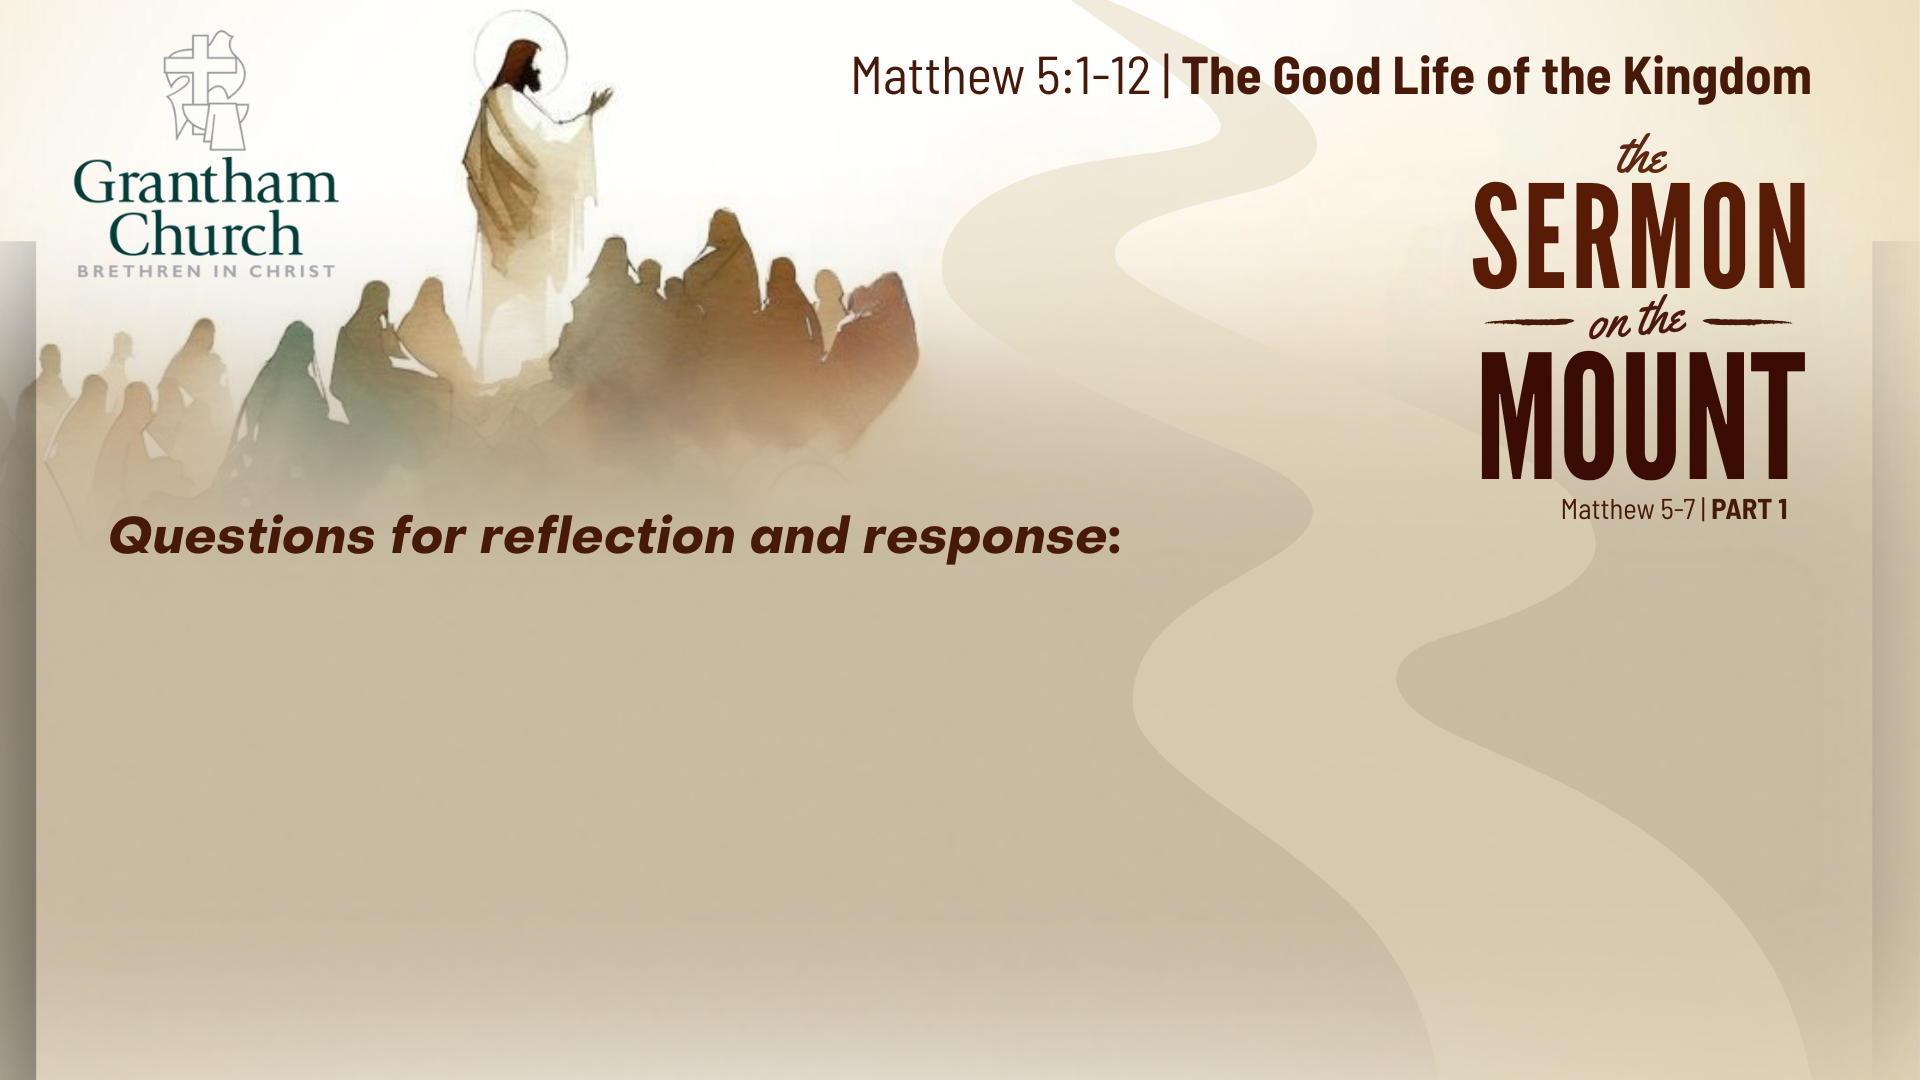 Grantham
Church
BRETHREN IN CHRIST
Matthew 5:1-12 | The Good Life of the Kingdom
the
SERMON
on the
MOUNT
Matthew 5-7 | PART 1
Questions for reflection and response: